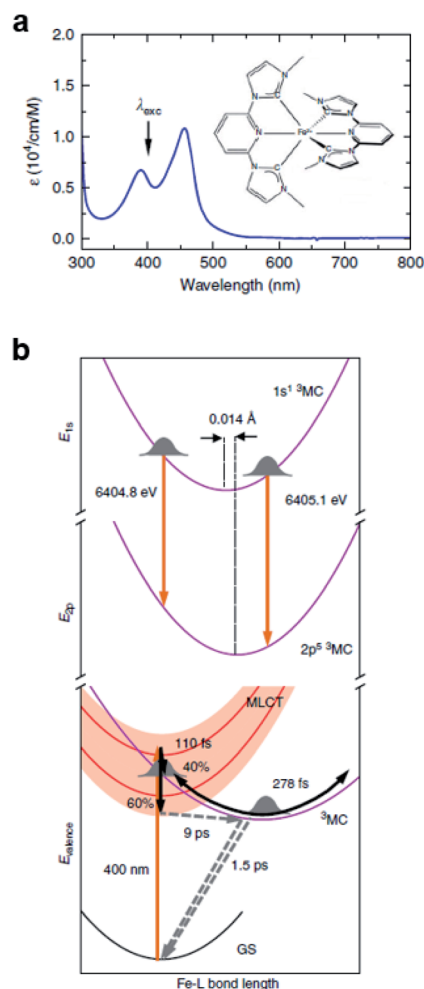 a
ε (10⁴/cm/M)
2.0
1.5
1.0
0.5
0.0
λexc
N
N
C
N
Fe²⁺
N
C
N
N
N
C
N
N
C
N
N
300 400 500 600 700 800
Wavelength (nm)
b
E1s
1s¹ ³MC
0.014 Å
6404.8 eV
6405.1 eV
E2p
2p⁵ ³MC
Evalence
MLCT
110 fs
40%
60%
278 fs
9 ps
³MC
400 nm
1.5 ps
GS
Fe-L bond length